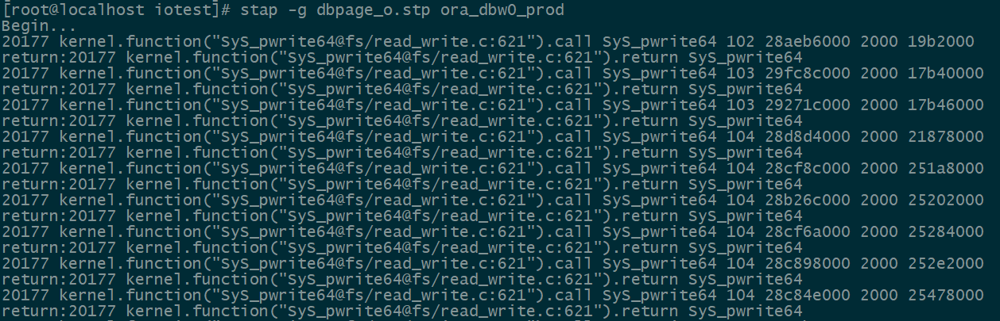 [root@localhost iotest]# stap -g dbpage_o.stp ora_dbw0_prod
Begin...
20177 kernel.function("SyS_pwrite64@fs/read_write.c:621").call SyS_pwrite64 102 28aeb6000 2000 19b2000
return:20177 kernel.function("SyS_pwrite64@fs/read_write.c:621").return SyS_pwrite64
20177 kernel.function("SyS_pwrite64@fs/read_write.c:621").call SyS_pwrite64 103 29fc8c000 2000 17b40000
return:20177 kernel.function("SyS_pwrite64@fs/read_write.c:621").return SyS_pwrite64
20177 kernel.function("SyS_pwrite64@fs/read_write.c:621").call SyS_pwrite64 103 29271c000 2000 17b46000
return:20177 kernel.function("SyS_pwrite64@fs/read_write.c:621").return SyS_pwrite64
20177 kernel.function("SyS_pwrite64@fs/read_write.c:621").call SyS_pwrite64 104 28d8d4000 2000 21878000
return:20177 kernel.function("SyS_pwrite64@fs/read_write.c:621").return SyS_pwrite64
20177 kernel.function("SyS_pwrite64@fs/read_write.c:621").call SyS_pwrite64 104 28cf8c000 2000 251a8000
return:20177 kernel.function("SyS_pwrite64@fs/read_write.c:621").return SyS_pwrite64
20177 kernel.function("SyS_pwrite64@fs/read_write.c:621").call SyS_pwrite64 104 28b26c000 2000 25202000
return:20177 kernel.function("SyS_pwrite64@fs/read_write.c:621").return SyS_pwrite64
20177 kernel.function("SyS_pwrite64@fs/read_write.c:621").call SyS_pwrite64 104 28cf6a000 2000 25284000
return:20177 kernel.function("SyS_pwrite64@fs/read_write.c:621").return SyS_pwrite64
20177 kernel.function("SyS_pwrite64@fs/read_write.c:621").call SyS_pwrite64 104 28c898000 2000 252e2000
return:20177 kernel.function("SyS_pwrite64@fs/read_write.c:621").return SyS_pwrite64
20177 kernel.function("SyS_pwrite64@fs/read_write.c:621").call SyS_pwrite64 104 28c84e000 2000 25478000
return:20177 kernel.function("SyS_pwrite64@fs/read_write.c:621").return SyS_pwrite64